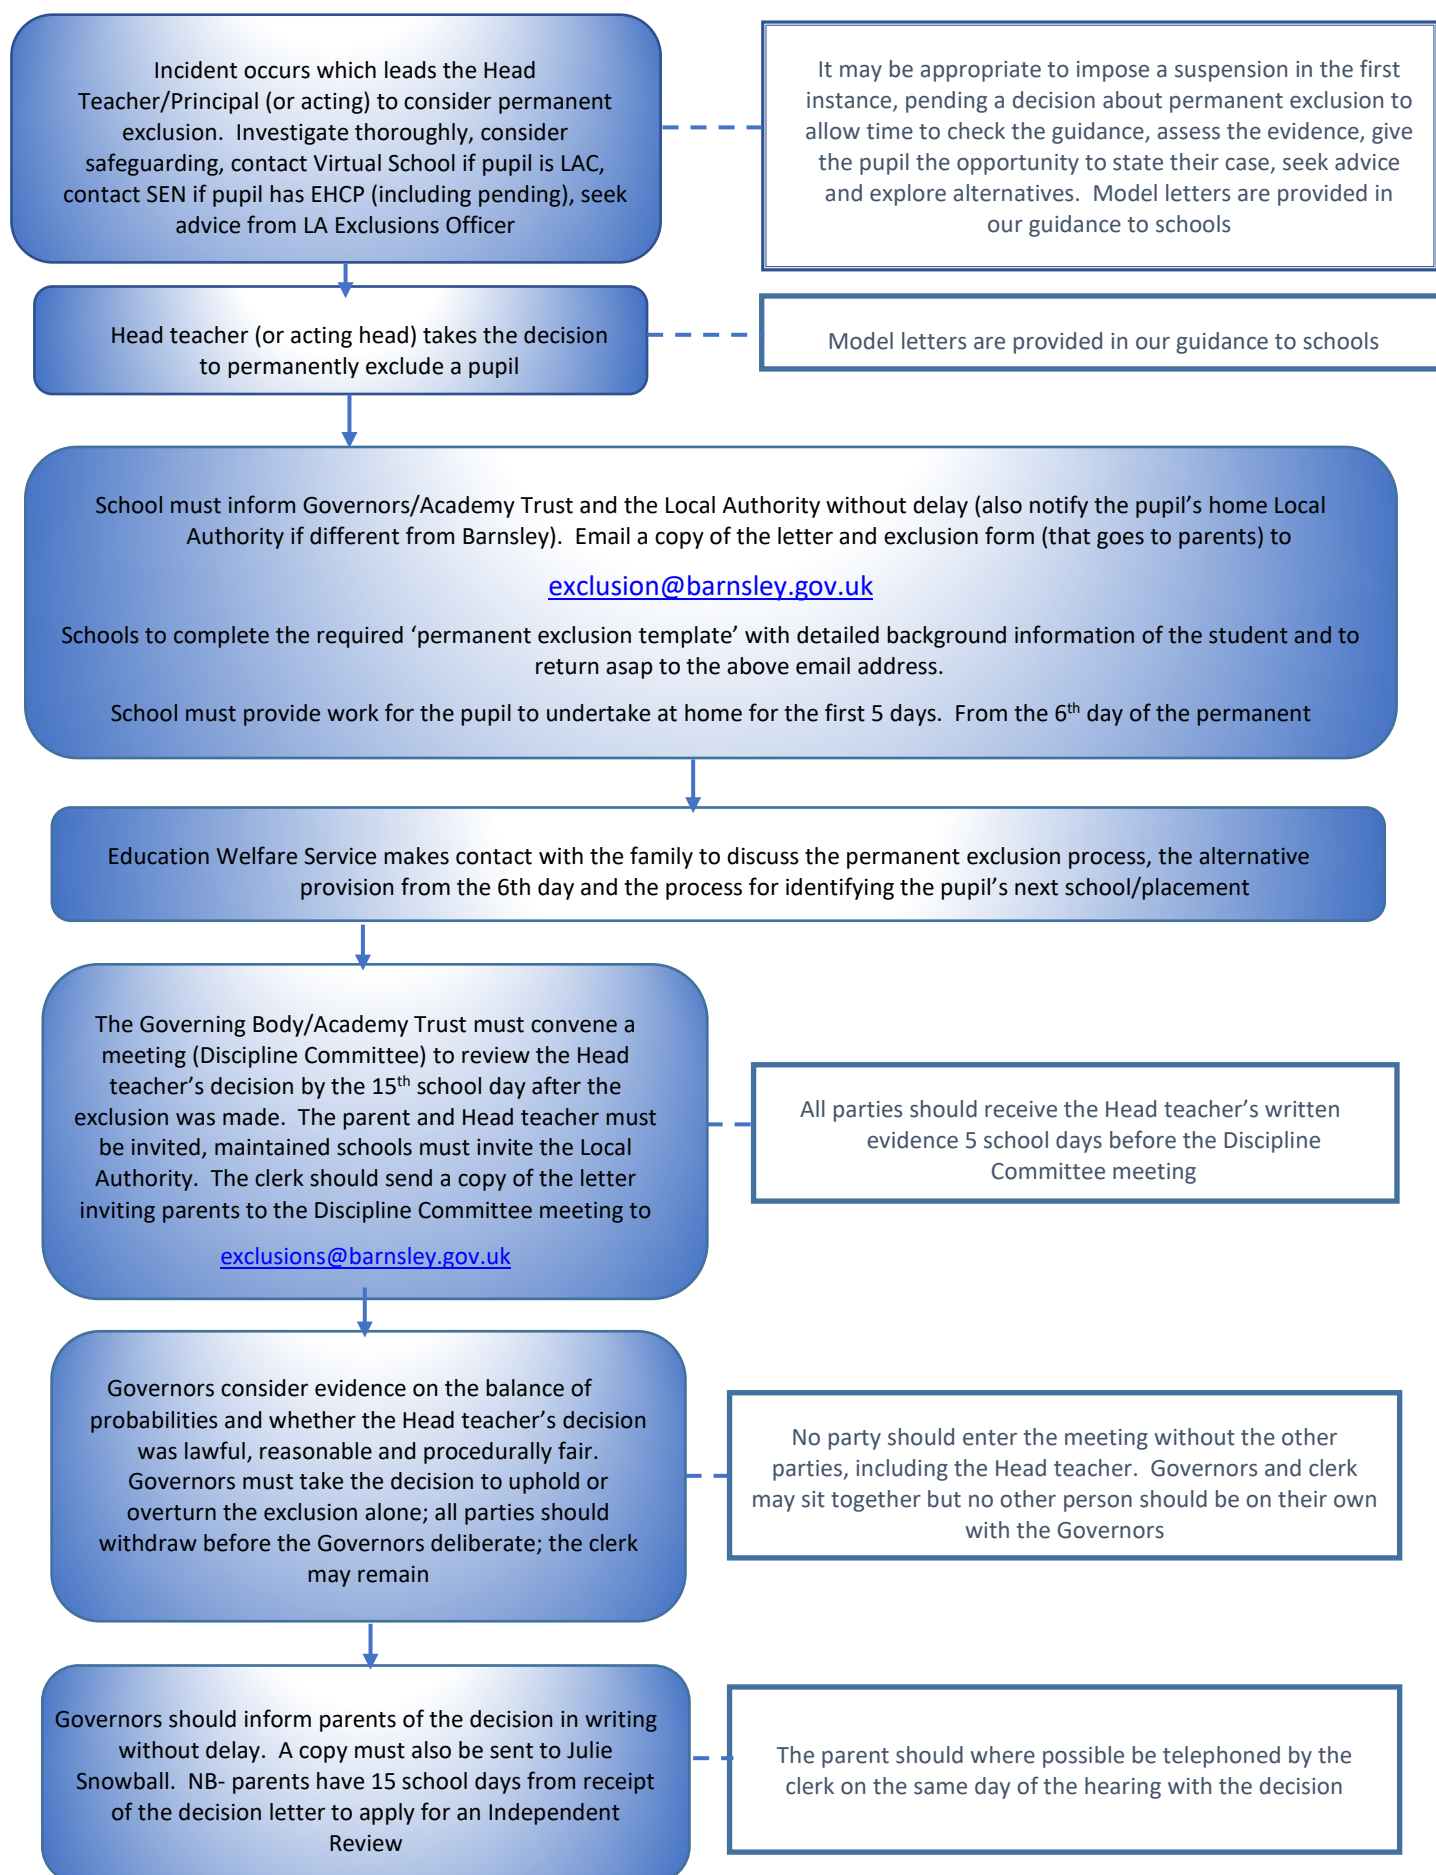 Incident occurs which leads the Head
Teacher/Principal (or acting) to consider permanent
exclusion.  Investigate thoroughly, consider
safeguarding, contact Virtual School if pupil is LAC,
contact SEN if pupil has EHCP (including pending), seek
advice from LA Exclusions Officer
It may be appropriate to impose a suspension in the first
instance, pending a decision about permanent exclusion to
allow time to check the guidance, assess the evidence, give
the pupil the opportunity to state their case, seek advice
and explore alternatives.  Model letters are provided in
our guidance to schools
Head teacher (or acting head) takes the decision
to permanently exclude a pupil
Model letters are provided in our guidance to schools
School must inform Governors/Academy Trust and the Local Authority without delay (also notify the pupil’s home Local
Authority if different from Barnsley).  Email a copy of the letter and exclusion form (that goes to parents) to
exclusion@barnsley.gov.uk
Schools to complete the required ‘permanent exclusion template’ with detailed background information of the student and to
return asap to the above email address.
School must provide work for the pupil to undertake at home for the first 5 days.  From the 6th day of the permanent
Education Welfare Service makes contact with the family to discuss the permanent exclusion process, the alternative
provision from the 6th day and the process for identifying the pupil’s next school/placement
The Governing Body/Academy Trust must convene a
meeting (Discipline Committee) to review the Head
teacher’s decision by the 15th school day after the
exclusion was made.  The parent and Head teacher must
be invited, maintained schools must invite the Local
Authority.  The clerk should send a copy of the letter
inviting parents to the Discipline Committee meeting to
exclusions@barnsley.gov.uk
All parties should receive the Head teacher’s written
evidence 5 school days before the Discipline
Committee meeting
Governors consider evidence on the balance of
probabilities and whether the Head teacher’s decision
was lawful, reasonable and procedurally fair.
Governors must take the decision to uphold or
overturn the exclusion alone; all parties should
withdraw before the Governors deliberate; the clerk
may remain
No party should enter the meeting without the other
parties, including the Head teacher.  Governors and clerk
may sit together but no other person should be on their own
with the Governors
Governors should inform parents of the decision in writing
without delay.  A copy must also be sent to Julie
Snowball.  NB- parents have 15 school days from receipt
of the decision letter to apply for an Independent
Review
The parent should where possible be telephoned by the
clerk on the same day of the hearing with the decision